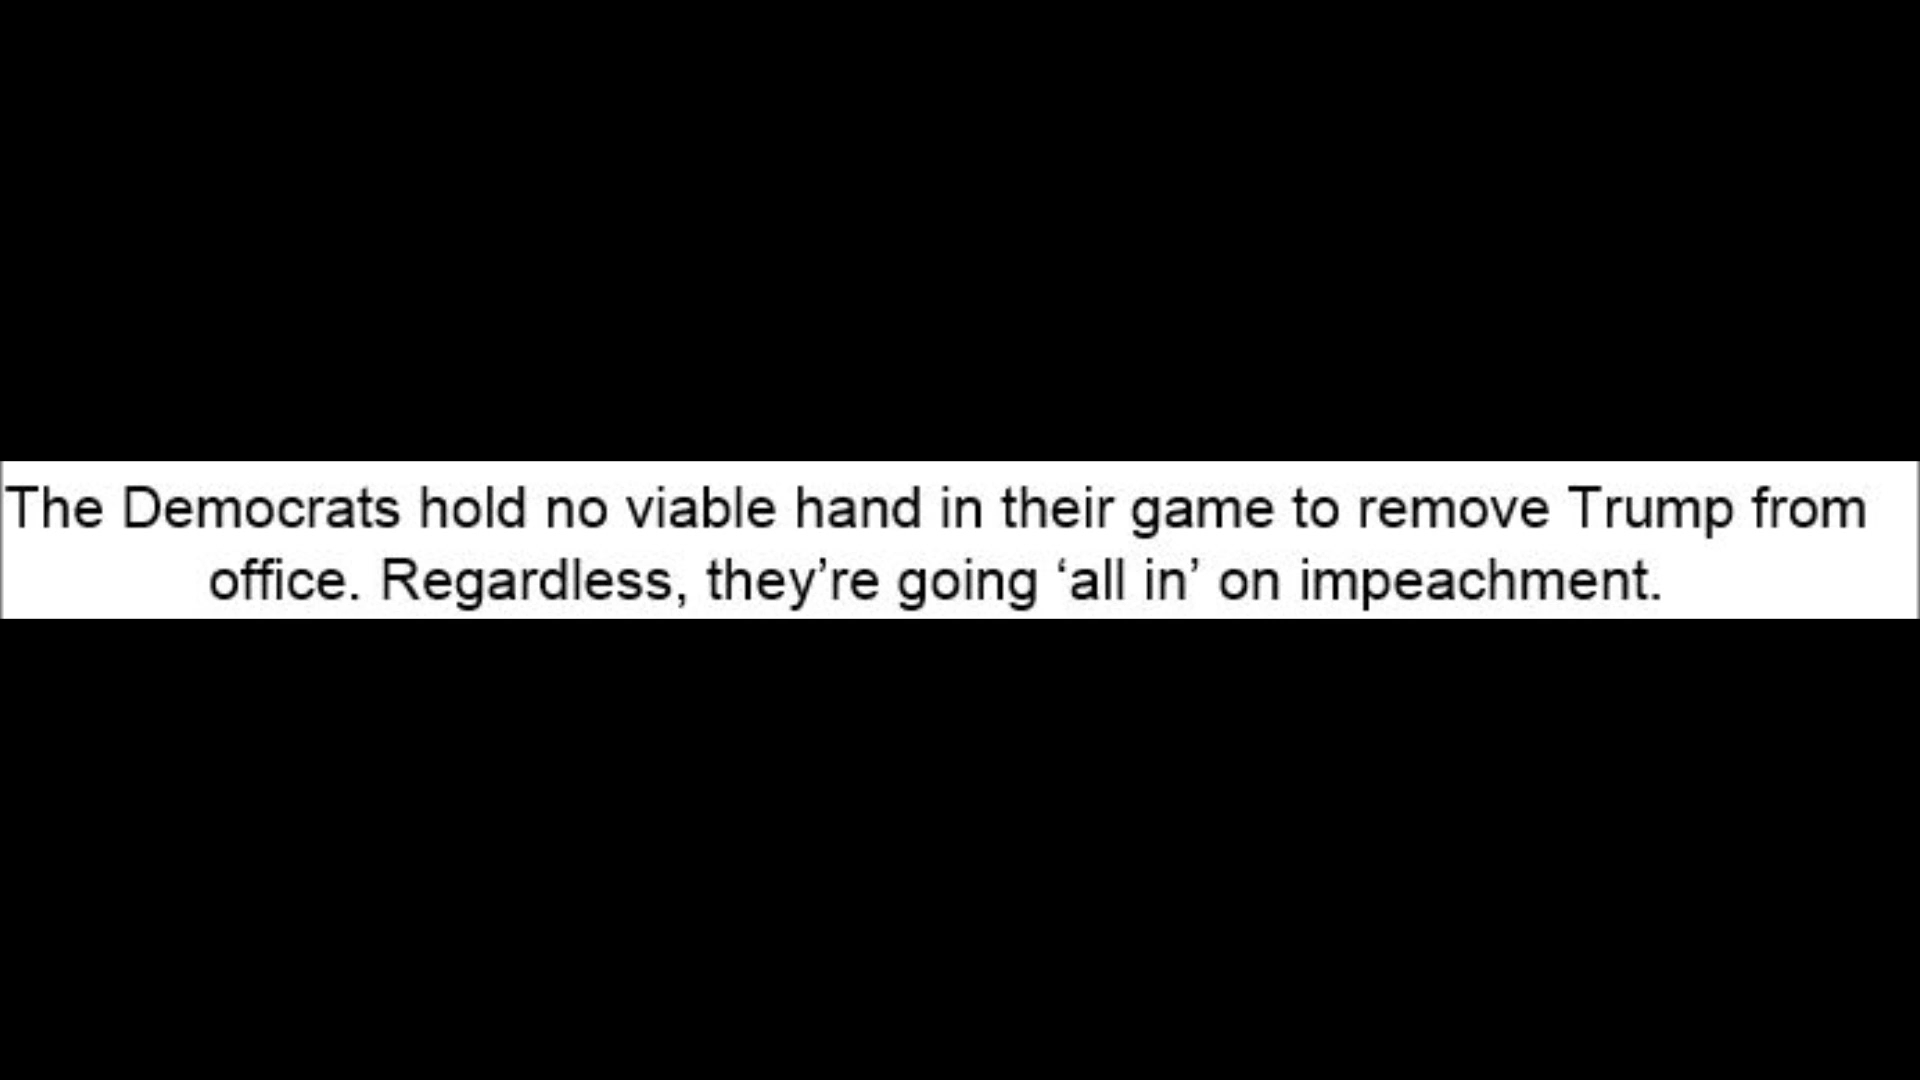 The Democrats hold no viable hand in their game to remove Trump from
office. Regardless, they’re going ‘all in’ on impeachment.